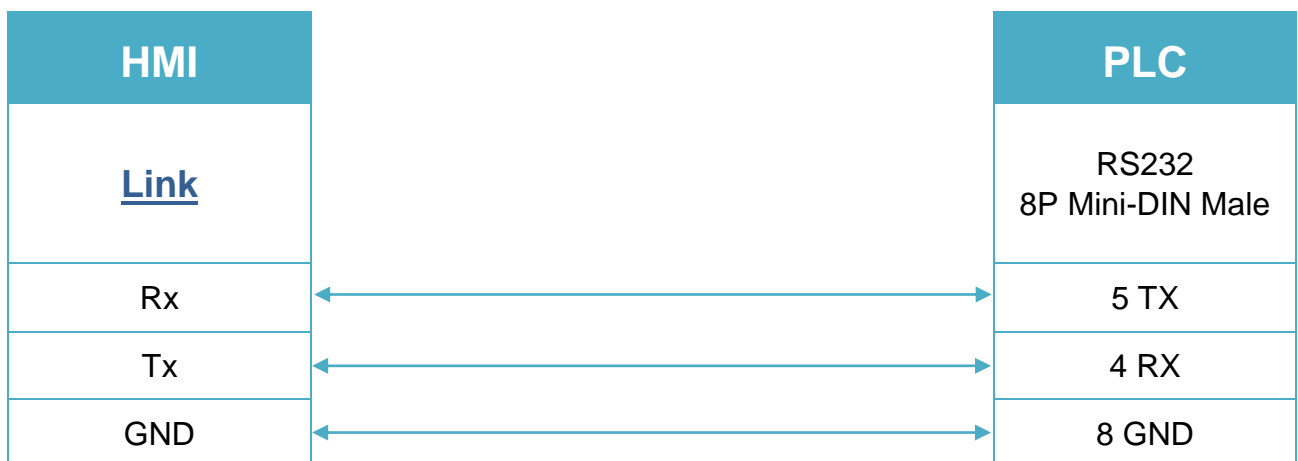 HMI
PLC
Link
RS232
8P Mini-DIN Male
Rx
5 TX
Tx
4 RX
GND
8 GND